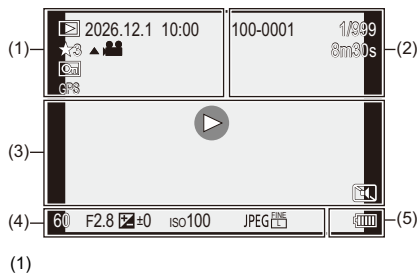 2026.12.1 10:00 100-0001 1/999
(1) ★3 8m30s (2)
GPS
(3)
(4) 60 F2.8 ±0 ISO100 JPEG FINE L (5)
(1)